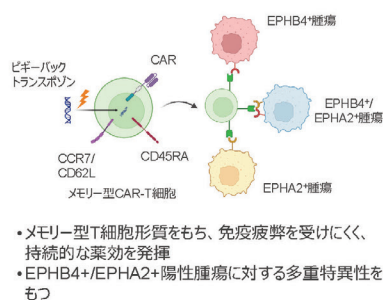 EPHB4⁺腫瘍
CAR
ピギーバック
トランスポゾン
EPHB4⁺/
EPHA2⁺腫瘍
CCR7/
CD62L
CD45RA
メモリー型CAR-T細胞
EPHA2⁺腫瘍
•メモリー型T細胞形質をもち、免疫疲弊を受けにくく、
持続的な薬効を発揮
•EPHB4+/EPHA2+陽性腫瘍に対する多重特異性を
もつ